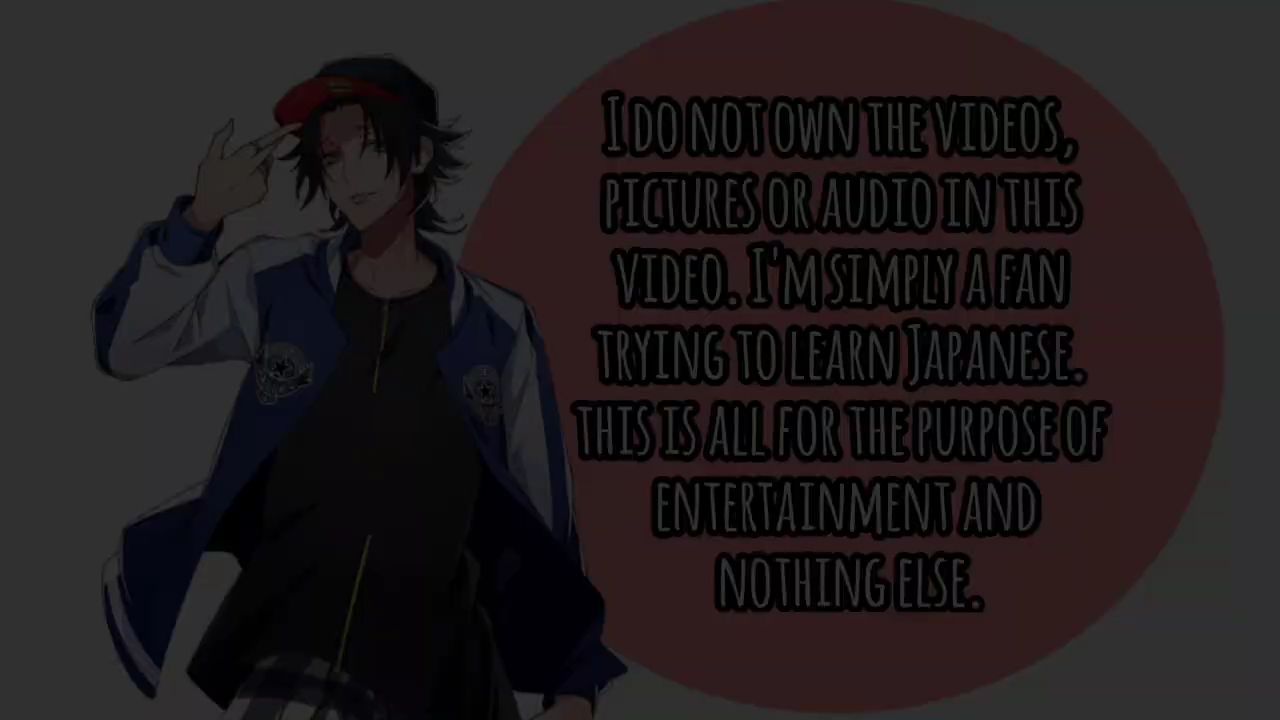 I do not own the videos,
pictures or audio in this
video. I'm simply a fan
trying to learn Japanese.
this is all for the purpose of
entertainment and
nothing else.